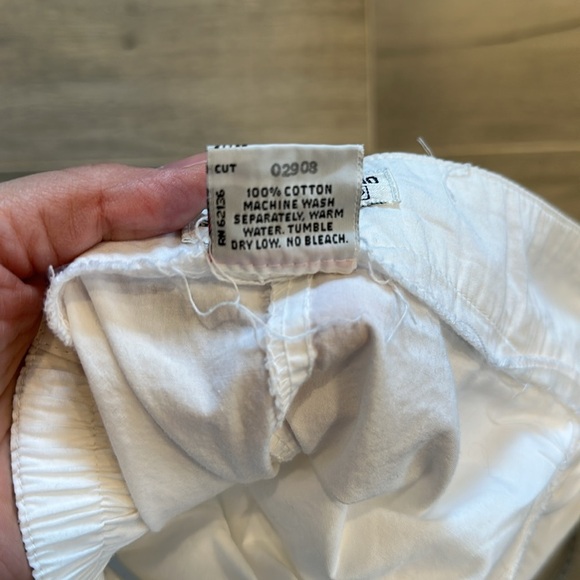 CUT 02908
100% COTTON
MACHINE WASH
SEPARATELY, WARM
WATER. TUMBLE
DRY LOW. NO BLEACH.
RN 62136